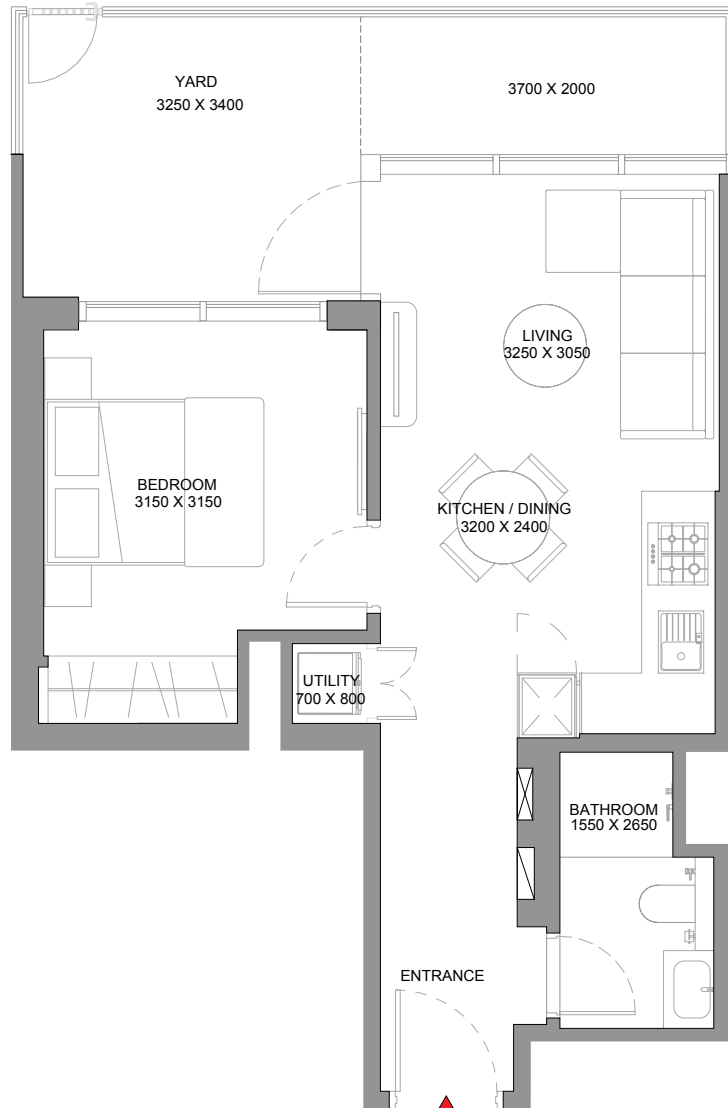 YARD
3250 X 3400
3700 X 2000
LIVING
3250 X 3050
BEDROOM
3150 X 3150
KITCHEN / DINING
3200 X 2400
UTILITY
700 X 800
BATHROOM
1550 X 2650
ENTRANCE